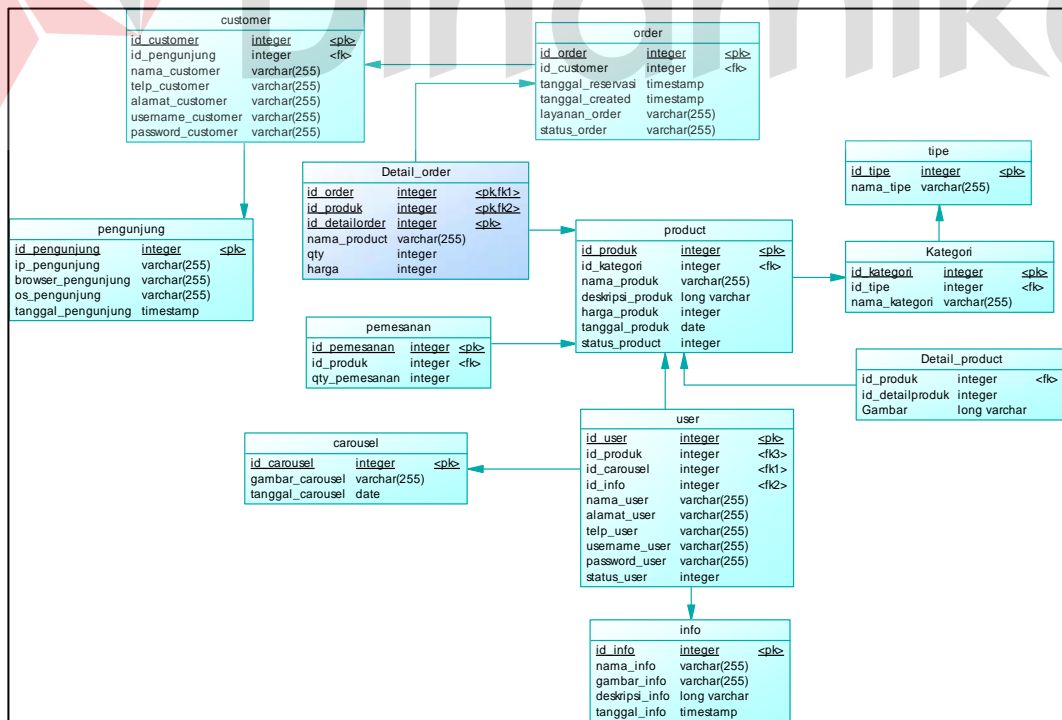 Dinamika
customer
id_customer integer <pk>
id_pengunjung integer <fk>
nama_customer varchar(255)
telp_customer varchar(255)
alamat_customer varchar(255)
username_customer varchar(255)
password_customer varchar(255)
order
id_order integer <pk>
id_customer integer <fk>
tanggal_reservasi timestamp
tanggal_created timestamp
layanan_order varchar(255)
status_order varchar(255)
tipe
id_tipe integer <pk>
nama_tipe varchar(255)
Detail_order
id_order integer <pk,fk1>
id_produk integer <pk,fk2>
id_detailorder integer <pk>
nama_product varchar(255)
qty integer
harga integer
pengunjung
id_pengunjung integer <pk>
ip_pengunjung varchar(255)
browser_pengunjung varchar(255)
os_pengunjung varchar(255)
tanggal_pengunjung timestamp
product
id_produk integer <pk>
id_kategori integer <fk>
nama_produk varchar(255)
deskripsi_produk long varchar
harga_produk integer
tanggal_produk date
status_product integer
Kategori
id_kategori integer <pk>
id_tipe integer <fk>
nama_kategori varchar(255)
pemesanan
id_pemesanan integer <pk>
id_produk integer <fk>
qty_pemesanan integer
Detail_product
id_produk integer <fk>
id_detailproduk integer
Gambar long varchar
carousel
id_carousel integer <pk>
gambar_carousel varchar(255)
tanggal_carousel date
user
id_user integer <pk>
id_produk integer <fk3>
id_carousel integer <fk1>
id_info integer <fk2>
nama_user varchar(255)
alamat_user varchar(255)
telp_user varchar(255)
username_user varchar(255)
password_user varchar(255)
status_user integer
info
id_info integer <pk>
nama_info varchar(255)
gambar_info varchar(255)
deskripsi_info long varchar
tanggal_info timestamp